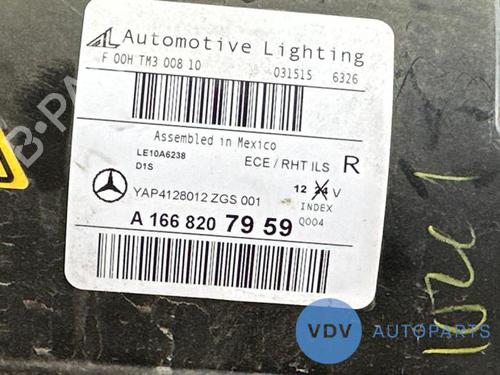 AL Automotive Lighting
F 00H TM3 008 10 031515 6326
Assembled in Mexico
LE10A6238 ECE / RHT ILS R
D1S
YAP4128012 ZGS 001 12 24 V
INDEX
A 166 820 79 59 Q004
VDV AUTOPARTS